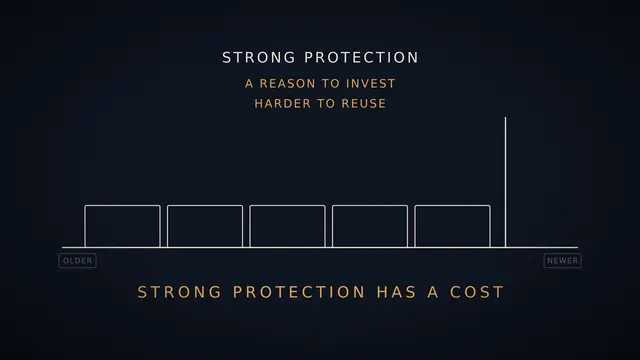 STRONG PROTECTION
A REASON TO INVEST
HARDER TO REUSE
OLDER
NEWER
STRONG PROTECTION HAS A COST